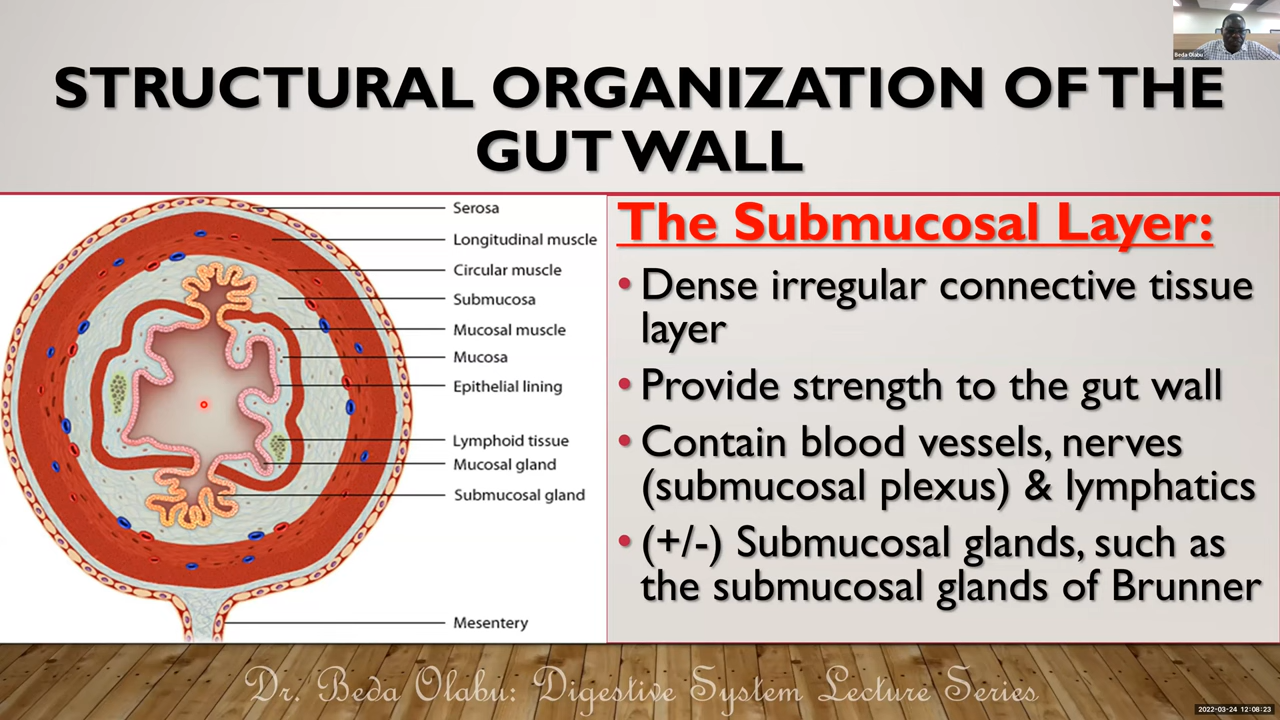 Beda Olabu
STRUCTURAL ORGANIZATION OF THE
GUT WALL
Serosa
Longitudinal muscle
Circular muscle
Submucosa
Mucosal muscle
Mucosa
Epithelial lining
Lymphoid tissue
Mucosal gland
Submucosal gland
Mesentery
The Submucosal Layer:
• Dense irregular connective tissue
layer
• Provide strength to the gut wall
• Contain blood vessels, nerves
(submucosal plexus) & lymphatics
• (+/-) Submucosal glands, such as
the submucosal glands of Brunner
Dr. Beda Olabu: Digestive System Lecture Series
2022-03-24 12:08:23